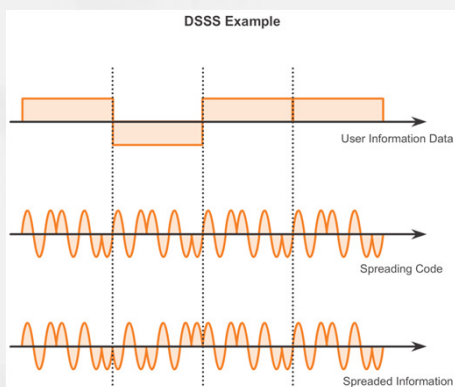 DSSS Example
User Information Data
Spreading Code
Spreaded Information